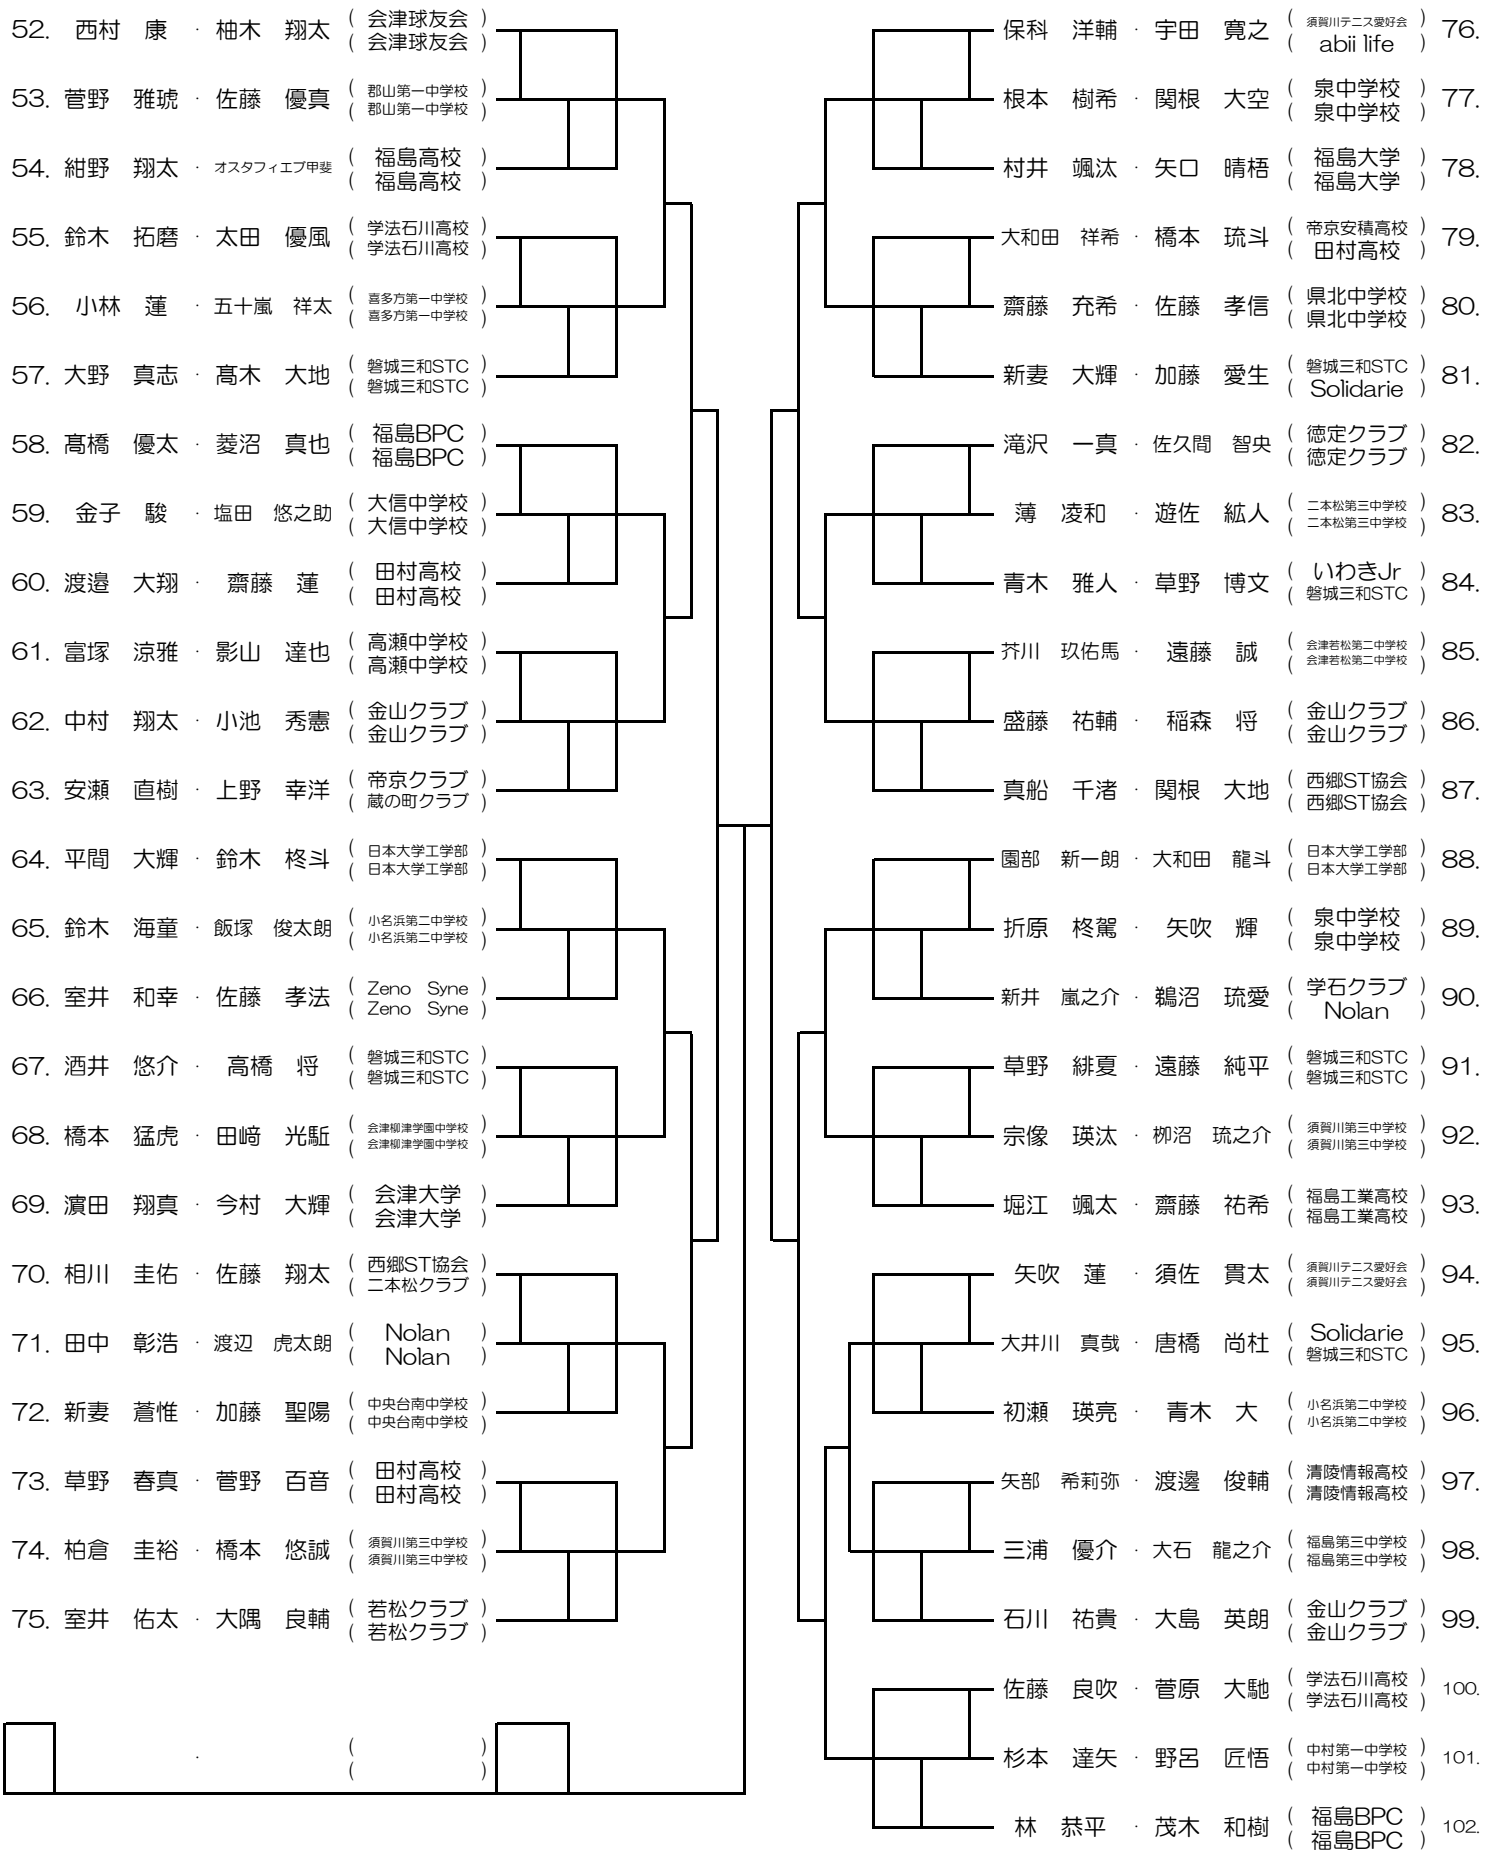 52. 西村 康 · 柚木 翔太 ( 会津球友会 )
( 会津球友会 )
53. 菅野 雅琥 · 佐藤 優真 ( 郡山第一中学校 )
( 郡山第一中学校 )
54. 紺野 翔太 · オスタフィエブ甲斐 ( 福島高校 )
( 福島高校 )
55. 鈴木 拓磨 · 太田 優風 ( 学法石川高校 )
( 学法石川高校 )
56. 小林 蓮 · 五十嵐 祥太 ( 喜多方第一中学校 )
( 喜多方第一中学校 )
57. 大野 真志 · 髙木 大地 ( 磐城三和STC )
( 磐城三和STC )
58. 髙橋 優太 · 菱沼 真也 ( 福島BPC )
( 福島BPC )
59. 金子 駿 · 塩田 悠之助 ( 大信中学校 )
( 大信中学校 )
60. 渡邉 大翔 · 齋藤 蓮 ( 田村高校 )
( 田村高校 )
61. 富塚 涼雅 · 影山 達也 ( 高瀬中学校 )
( 高瀬中学校 )
62. 中村 翔太 · 小池 秀憲 ( 金山クラブ )
( 金山クラブ )
63. 安瀬 直樹 · 上野 幸洋 ( 帝京クラブ )
( 蔵の町クラブ )
64. 平間 大輝 · 鈴木 柊斗 ( 日本大学工学部 )
( 日本大学工学部 )
65. 鈴木 海童 · 飯塚 俊太朗 ( 小名浜第二中学校 )
( 小名浜第二中学校 )
66. 室井 和幸 · 佐藤 孝法 ( Zeno Syne )
( Zeno Syne )
67. 酒井 悠介 · 高橋 将 ( 磐城三和STC )
( 磐城三和STC )
68. 橋本 猛虎 · 田﨑 光駈 ( 会津柳津学園中学校 )
( 会津柳津学園中学校 )
69. 濵田 翔真 · 今村 大輝 ( 会津大学 )
( 会津大学 )
70. 相川 圭佑 · 佐藤 翔太 ( 西郷ST協会 )
( 二本松クラブ )
71. 田中 彰浩 · 渡辺 虎太朗 ( Nolan )
( Nolan )
72. 新妻 蒼惟 · 加藤 聖陽 ( 中央台南中学校 )
( 中央台南中学校 )
73. 草野 春真 · 菅野 百音 ( 田村高校 )
( 田村高校 )
74. 柏倉 圭裕 · 橋本 悠誠 ( 須賀川第三中学校 )
( 須賀川第三中学校 )
75. 室井 佑太 · 大隅 良輔 ( 若松クラブ )
( 若松クラブ )
· ( )
( )
保科 洋輔 · 宇田 寛之 ( 須賀川テニス愛好会 ) 76.
( abii life )
根本 樹希 · 関根 大空 ( 泉中学校 ) 77.
( 泉中学校 )
村井 颯汰 · 矢口 晴梧 ( 福島大学 ) 78.
( 福島大学 )
大和田 祥希 · 橋本 琉斗 ( 帝京安積高校 ) 79.
( 田村高校 )
齋藤 充希 · 佐藤 孝信 ( 県北中学校 ) 80.
( 県北中学校 )
新妻 大輝 · 加藤 愛生 ( 磐城三和STC ) 81.
( Solidarie )
滝沢 一真 · 佐久間 智央 ( 徳定クラブ ) 82.
( 徳定クラブ )
薄 凌和 · 遊佐 絋人 ( 二本松第三中学校 ) 83.
( 二本松第三中学校 )
青木 雅人 · 草野 博文 ( いわきJr ) 84.
( 磐城三和STC )
芥川 玖佑馬 · 遠藤 誠 ( 会津若松第二中学校 ) 85.
( 会津若松第二中学校 )
盛藤 祐輔 · 稲森 将 ( 金山クラブ ) 86.
( 金山クラブ )
真船 千渚 · 関根 大地 ( 西郷ST協会 ) 87.
( 西郷ST協会 )
園部 新一朗 · 大和田 龍斗 ( 日本大学工学部 ) 88.
( 日本大学工学部 )
折原 柊駕 · 矢吹 輝 ( 泉中学校 ) 89.
( 泉中学校 )
新井 嵐之介 · 鵜沼 琉愛 ( 学石クラブ ) 90.
( Nolan )
草野 緋夏 · 遠藤 純平 ( 磐城三和STC ) 91.
( 磐城三和STC )
宗像 瑛汰 · 栁沼 琉之介 ( 須賀川第三中学校 ) 92.
( 須賀川第三中学校 )
堀江 颯太 · 齋藤 祐希 ( 福島工業高校 ) 93.
( 福島工業高校 )
矢吹 蓮 · 須佐 貫太 ( 須賀川テニス愛好会 ) 94.
( 須賀川テニス愛好会 )
大井川 真哉 · 唐橋 尚杜 ( Solidarie ) 95.
( 磐城三和STC )
初瀬 瑛亮 · 青木 大 ( 小名浜第二中学校 ) 96.
( 小名浜第二中学校 )
矢部 希莉弥 · 渡邊 俊輔 ( 清陵情報高校 ) 97.
( 清陵情報高校 )
三浦 優介 · 大石 龍之介 ( 福島第三中学校 ) 98.
( 福島第三中学校 )
石川 祐貴 · 大島 英朗 ( 金山クラブ ) 99.
( 金山クラブ )
佐藤 良吹 · 菅原 大馳 ( 学法石川高校 ) 100.
( 学法石川高校 )
杉本 達矢 · 野呂 匠悟 ( 中村第一中学校 ) 101.
( 中村第一中学校 )
林 恭平 · 茂木 和樹 ( 福島BPC ) 102.
( 福島BPC )